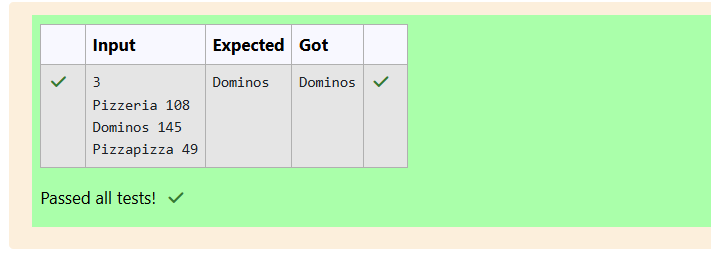 Input Expected Got
3 Dominos Dominos
Pizzeria 108
Dominos 145
Pizzapizza 49
Passed all tests!